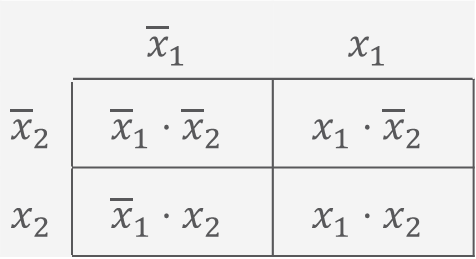 x̅₁ x₁
x̅₂ x̅₁ · x̅₂ x₁ · x̅₂
x₂ x̅₁ · x₂ x₁ · x₂